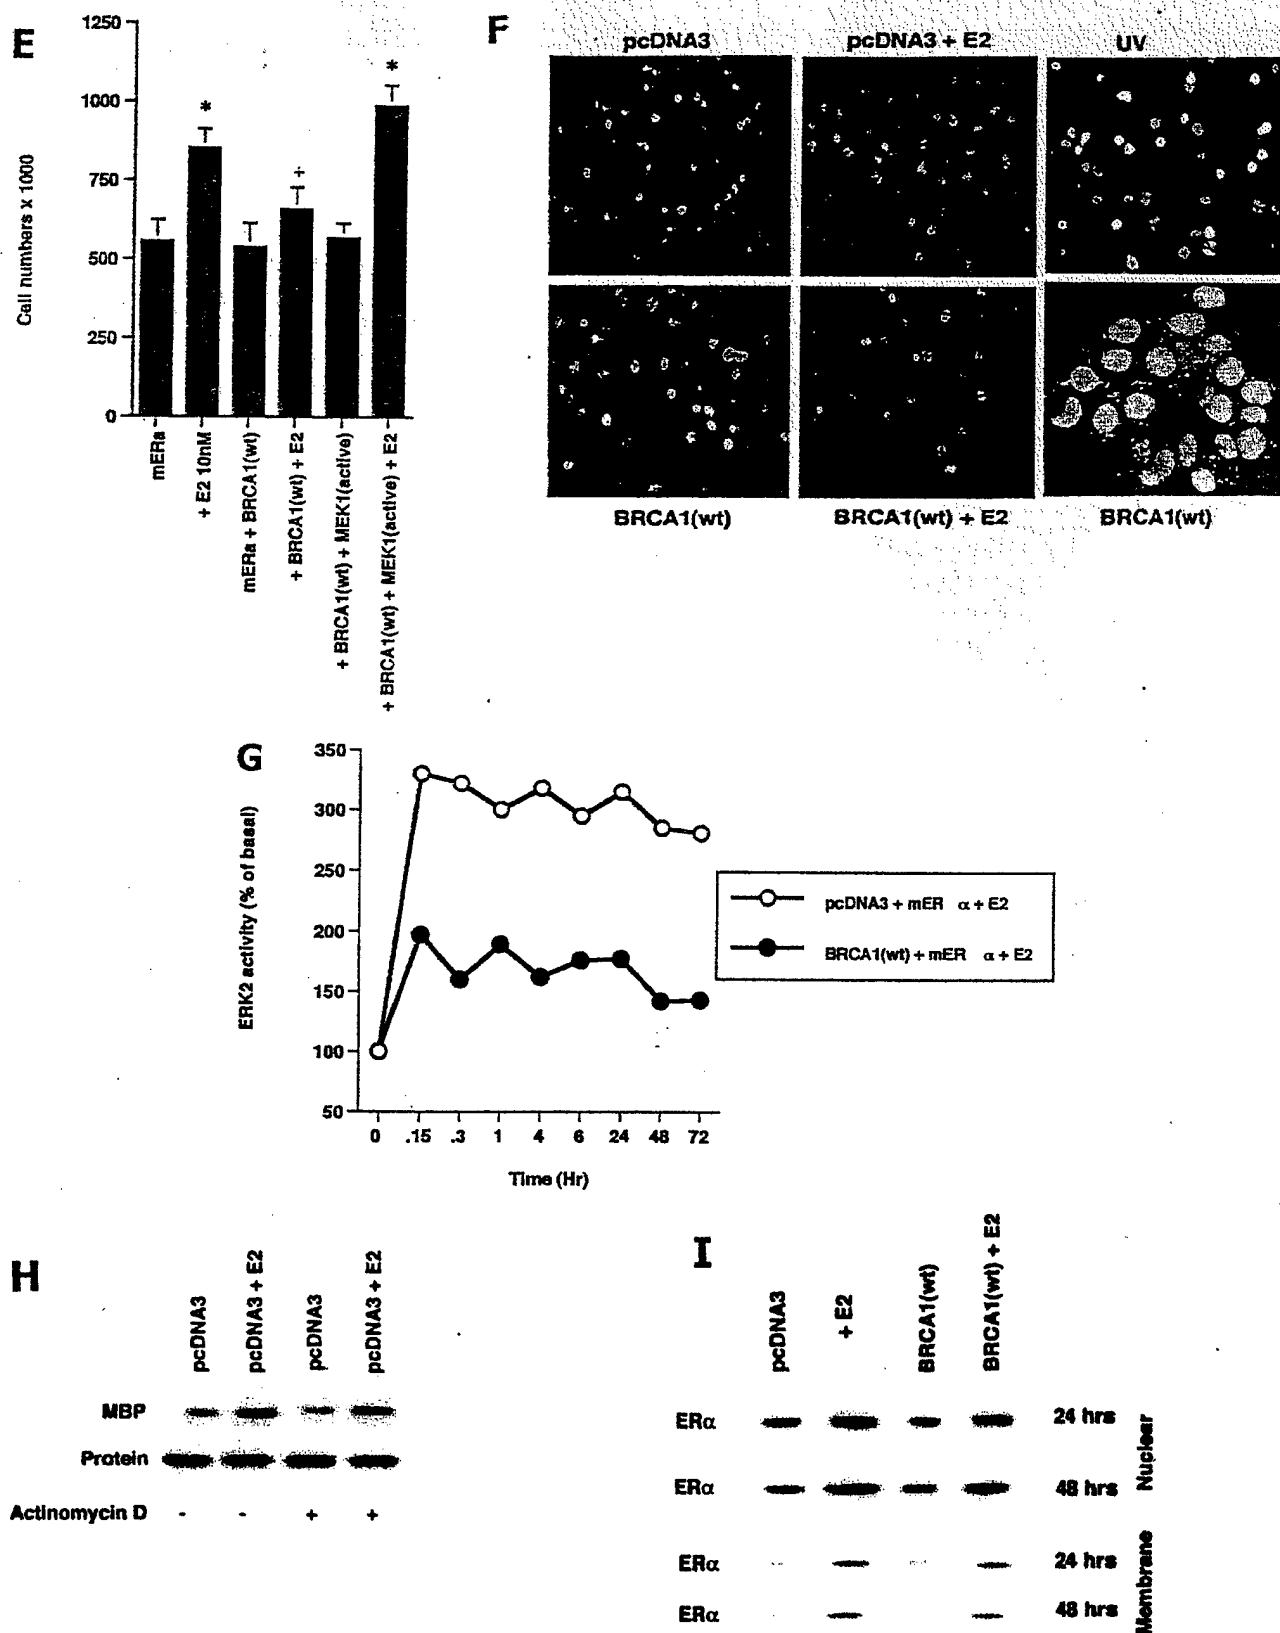 E
1250
1000
750
500
250
0
Cell numbers x 1000
*
+
*
mERa
+ E2 10nM
mERa + BRCA1(wt)
+ BRCA1(wt) + E2
+ BRCA1(wt) + MEK1(active)
+ BRCA1(wt) + MEK1(active) + E2
F
pcDNA3
pcDNA3 + E2
UV
BRCA1(wt)
BRCA1(wt) + E2
BRCA1(wt)
G
350
300
250
200
150
100
50
ERK2 activity (% of basal)
0 .15 .3 1 4 6 24 48 72
Time (Hr)
pcDNA3 + mER α + E2
BRCA1(wt) + mER α + E2
H
pcDNA3
pcDNA3 + E2
pcDNA3
pcDNA3 + E2
MBP
Protein
Actinomycin D - - + +
I
pcDNA3
+ E2
BRCA1(wt)
BRCA1(wt) + E2
ERα 24 hrs
ERα 48 hrs
Nuclear
ERα 24 hrs
ERα 48 hrs
Membrane